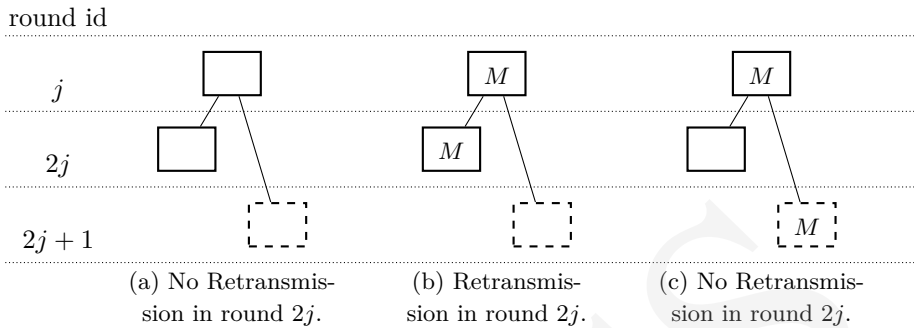 round id
j M M
2j M
2j + 1 M
(a) No Retransmis-
sion in round 2j.
(b) Retransmis-
sion in round 2j.
(c) No Retransmis-
sion in round 2j.